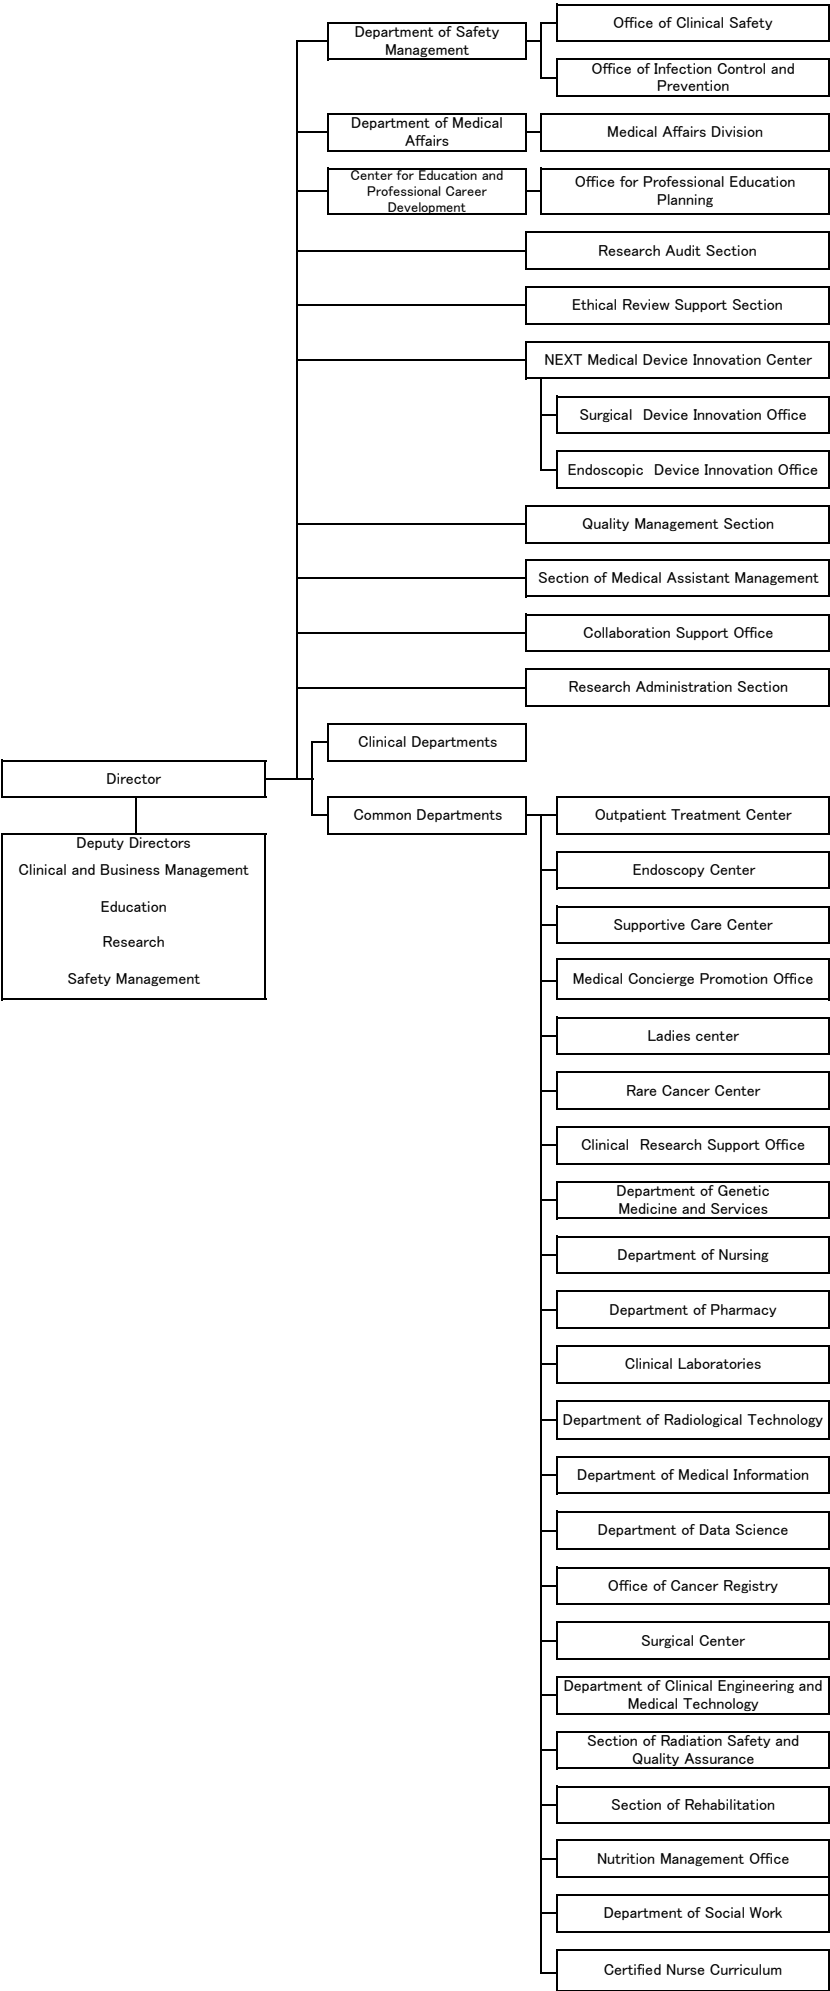 Office of Clinical Safety
Department of Safety
Management
Office of Infection Control and
Prevention
Department of Medical
Affairs
Medical Affairs Division
Center for Education and
Professional Career
Development
Office for Professional Education
Planning
Research Audit Section
Ethical Review Support Section
NEXT Medical Device Innovation Center
Surgical  Device Innovation Office
Endoscopic  Device Innovation Office
Quality Management Section
Section of Medical Assistant Management
Collaboration Support Office
Research Administration Section
Clinical Departments
Director
Common Departments
Deputy Directors
Clinical and Business Management
Education
Research
Safety Management
Outpatient Treatment Center
Endoscopy Center
Supportive Care Center
Medical Concierge Promotion Office
Ladies center
Rare Cancer Center
Clinical  Research Support Office
Department of Genetic
Medicine and Services
Department of Nursing
Department of Pharmacy
Clinical Laboratories
Department of Radiological Technology
Department of Medical Information
Department of Data Science
Office of Cancer Registry
Surgical Center
Department of Clinical Engineering and
Medical Technology
Section of Radiation Safety and
Quality Assurance
Section of Rehabilitation
Nutrition Management Office
Department of Social Work
Certified Nurse Curriculum